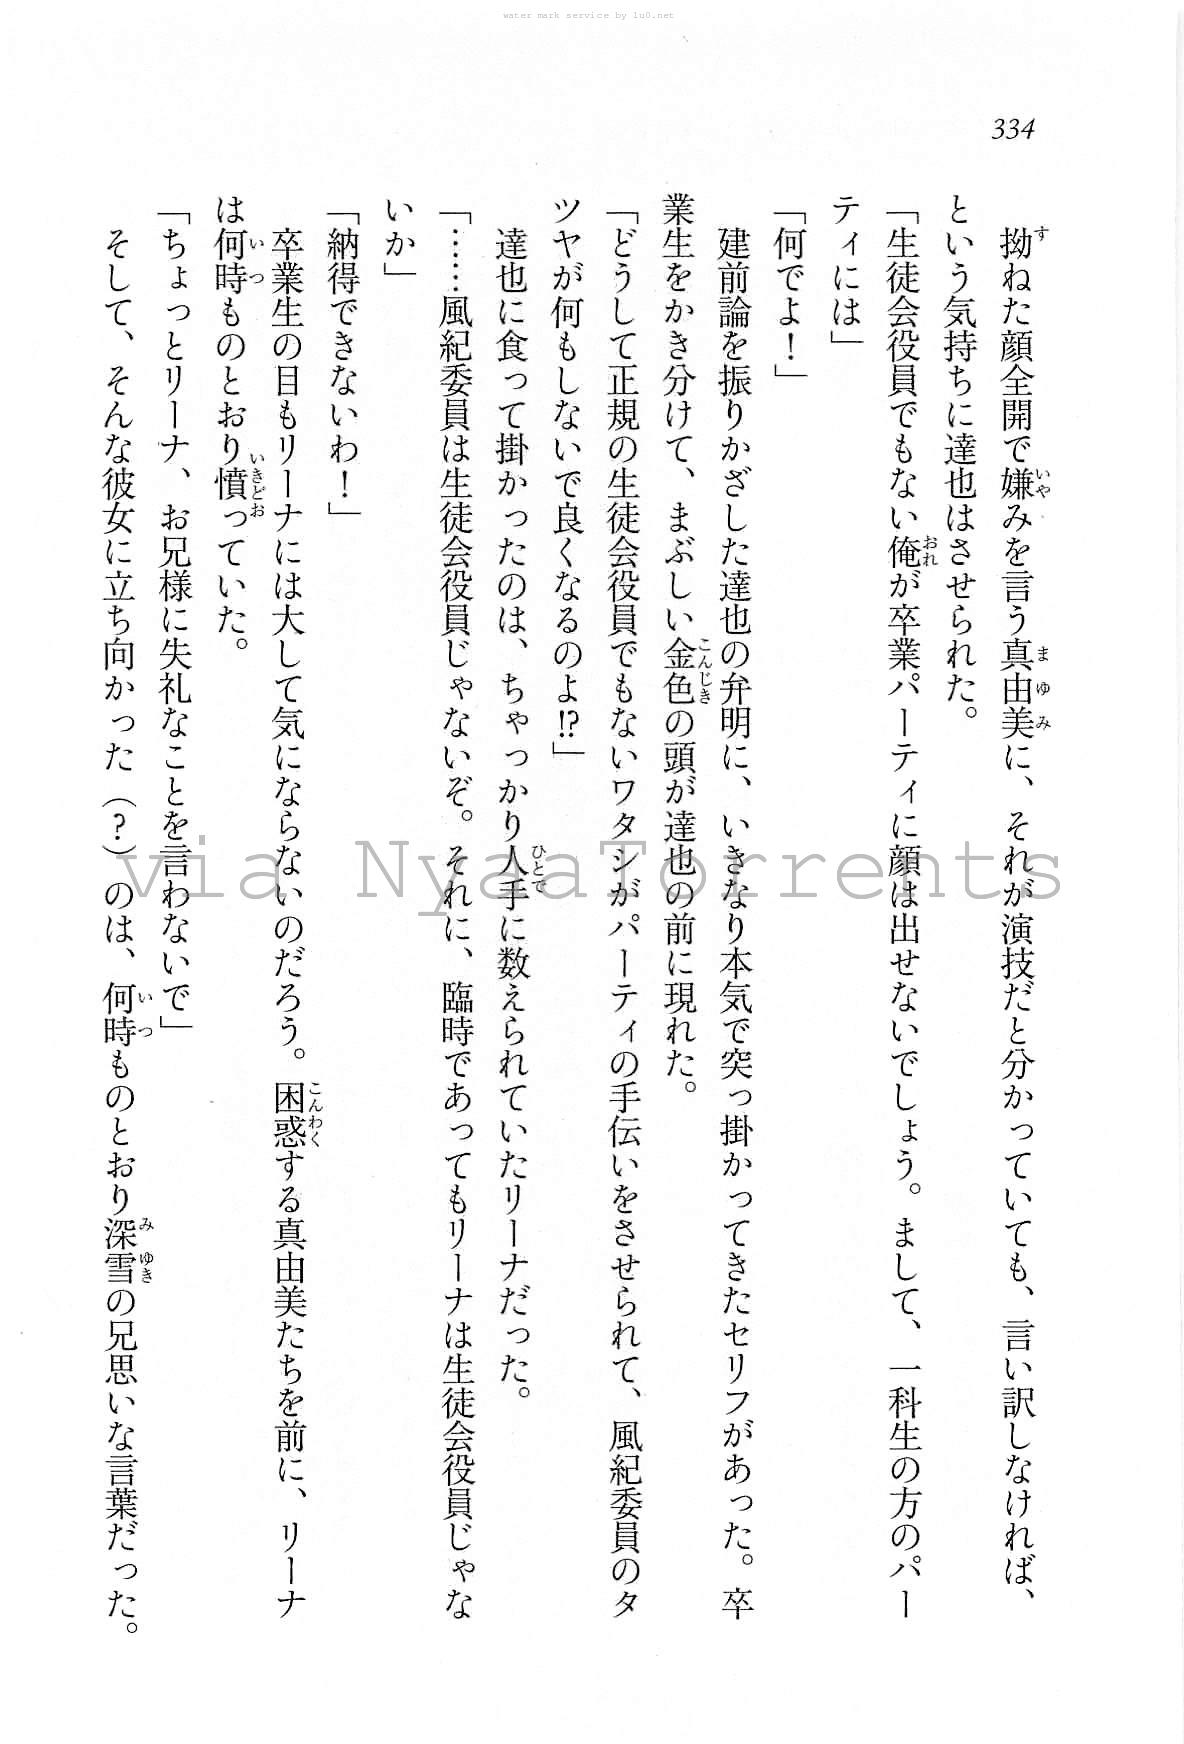 water mark service by lu0.net
334
拗ねた顔全開で嫌みを言う真由美に、それが演技だと分かっていても、言い訳しなければ、
という気持ちに達也はさせられた。
「生徒会役員でもない俺が卒業パーティに顔は出せないでしょう。まして、一科生の方のパー
ティには」
「何でよ！」
建前論を振りかざした達也の弁明に、いきなり本気で突っ掛かってきたセリフがあった。卒
業生をかき分けて、まぶしい金色の頭が達也の前に現れた。
「どうして正規の生徒会役員でもないワタシがパーティの手伝いをさせられて、風紀委員のタ
ツヤが何もしないで良くなるのよ!?」
達也に食って掛かったのは、ちゃっかり人手に数えられていたリーナだった。
「……風紀委員は生徒会役員じゃないぞ。それに、臨時であってもリーナは生徒会役員じゃな
いか」
「納得できないわ！」
卒業生の目もリーナには大して気にならないのだろう。困惑する真由美たちを前に、リーナ
は何時ものとおり憤っていた。
「ちょっとリーナ、お兄様に失礼なことを言わないで」
そして、そんな彼女に立ち向かった（？）のは、何時ものとおり深雪の兄思いな言葉だった。
via NyaaTorrents